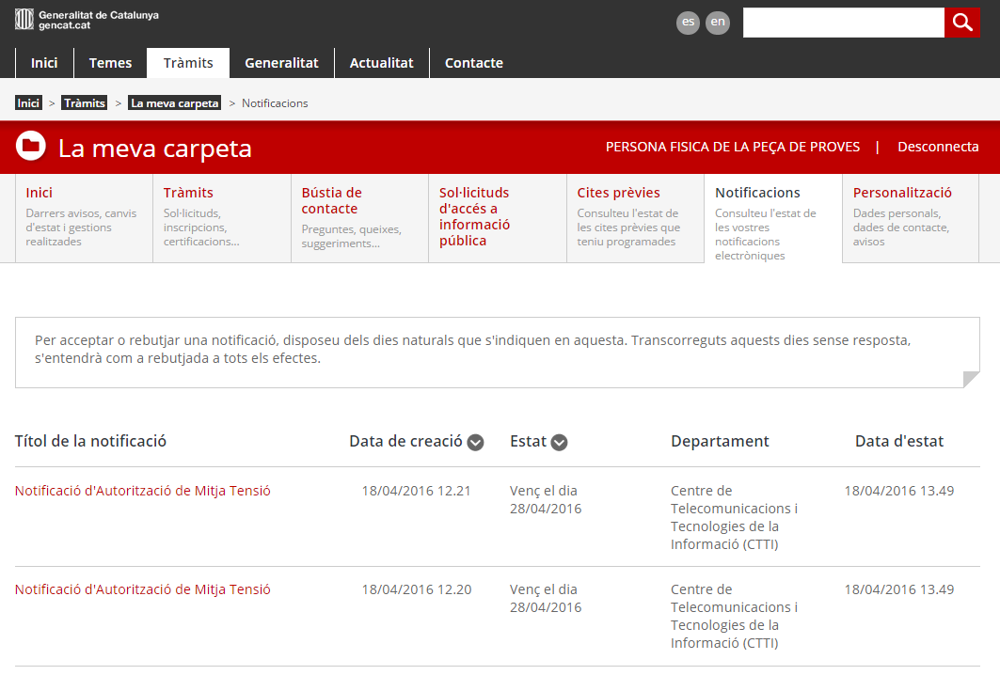 Generalitat de Catalunya
gencat.cat
es en
Inici Temes Tràmits Generalitat Actualitat Contacte
Inici > Tràmits > La meva carpeta > Notificacions
La meva carpeta
PERSONA FISICA DE LA PEÇA DE PROVES | Desconnecta
Inici
Darrers avisos, canvis
d'estat i gestions
realitzades
Tràmits
Sol·licituds,
inscripcions,
certificacions...
Bústia de
contacte
Preguntes, queixes,
suggeriments...
Sol·licituds
d'accés a
informació
pública
Cites prèvies
Consulteu l'estat de
les cites prèvies que
teniu programades
Notificacions
Consulteu l'estat de
les vostres
notificacions
electròniques
Personalització
Dades personals,
dades de contacte,
avisos
Per acceptar o rebutjar una notificació, disposeu dels dies naturals que s'indiquen en aquesta. Transcorreguts aquests dies sense resposta,
s'entendrà com a rebutjada a tots els efectes.
Títol de la notificació Data de creació Estat Departament Data d'estat
Notificació d'Autorització de Mitja Tensió 18/04/2016 12.21 Venç el dia Centre de 18/04/2016 13.49
28/04/2016 Telecomunicacions i
Tecnologies de la
Informació (CTTI)
Notificació d'Autorització de Mitja Tensió 18/04/2016 12.20 Venç el dia Centre de 18/04/2016 13.49
28/04/2016 Telecomunicacions i
Tecnologies de la
Informació (CTTI)